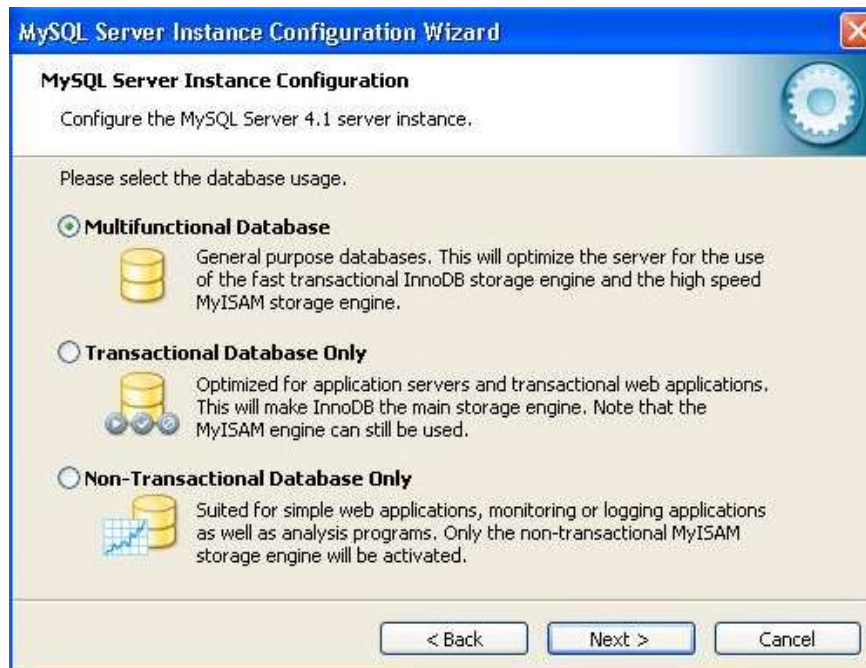 MySQL Server Instance Configuration Wizard
MySQL Server Instance Configuration
Configure the MySQL Server 4.1 server instance.
Please select the database usage.
Multifunctional Database
General purpose databases. This will optimize the server for the use
of the fast transactional InnoDB storage engine and the high speed
MyISAM storage engine.
Transactional Database Only
Optimized for application servers and transactional web applications.
This will make InnoDB the main storage engine. Note that the
MyISAM engine can still be used.
Non-Transactional Database Only
Suited for simple web applications, monitoring or logging applications
as well as analysis programs. Only the non-transactional MyISAM
storage engine will be activated.
< Back
Next >
Cancel